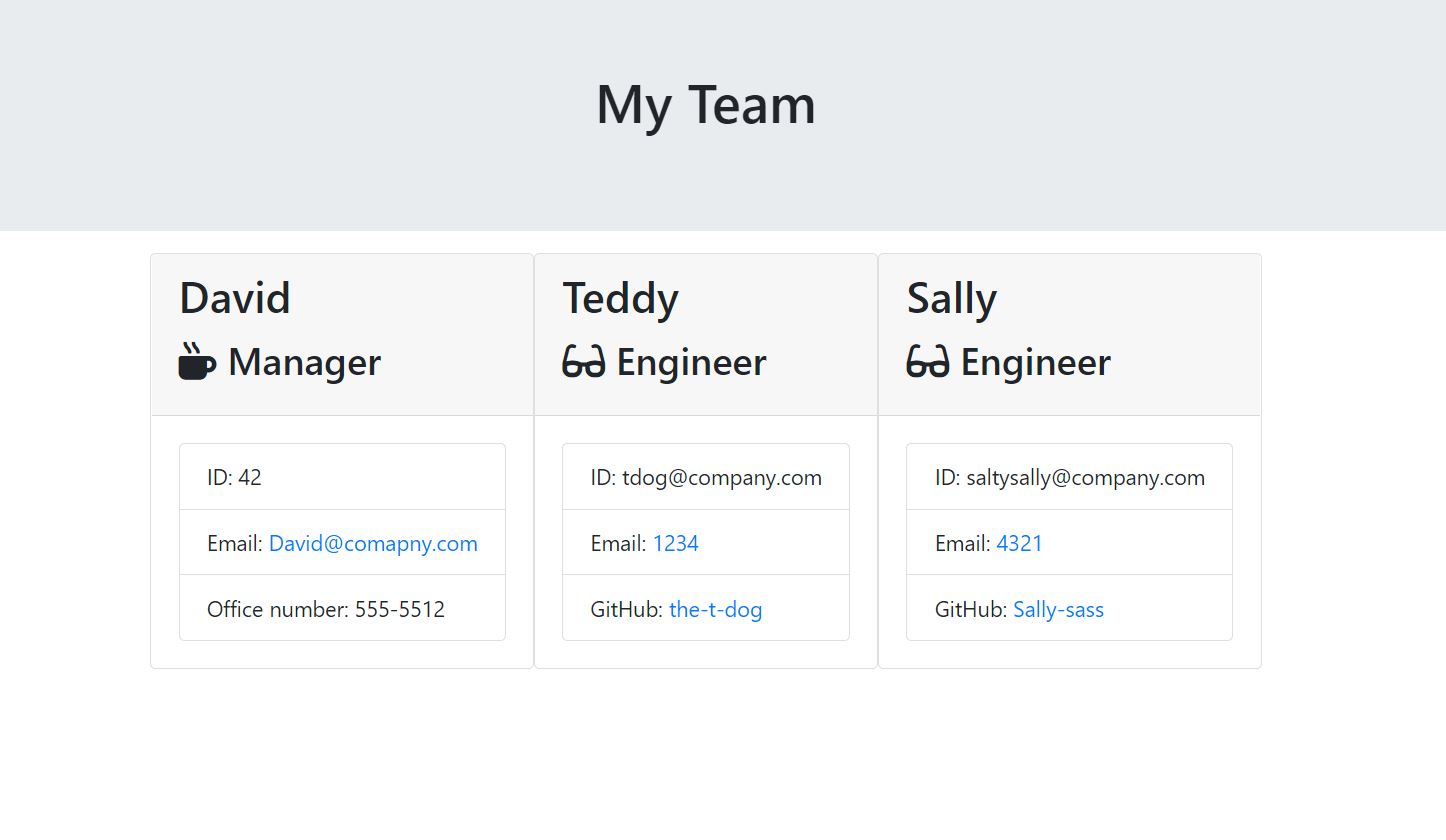 My Team
David
Manager
ID: 42
Email: David@comapny.com
Office number: 555-5512
Teddy
Engineer
ID: tdog@company.com
Email: 1234
GitHub: the-t-dog
Sally
Engineer
ID: saltysally@company.com
Email: 4321
GitHub: Sally-sass